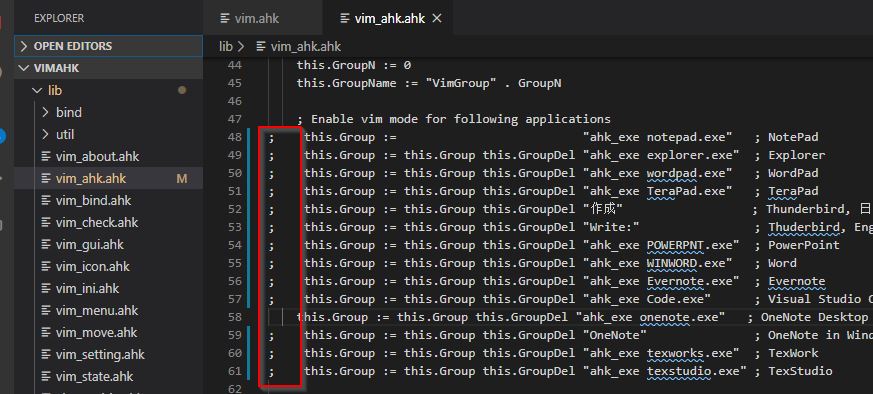 EXPLORER
vim.ahk
vim_ahk.ahk
OPEN EDITORS
lib > vim_ahk.ahk
VIMAHK
lib
bind
util
vim_about.ahk
vim_ahk.ahk M
vim_bind.ahk
vim_check.ahk
vim_gui.ahk
vim_icon.ahk
vim_ini.ahk
vim_menu.ahk
vim_move.ahk
vim_setting.ahk
vim_state.ahk
44 this.GroupN := 0
45 this.GroupName := "VimGroup" . GroupN
46
47 ; Enable vim mode for following applications
48 ; this.Group := "ahk_exe notepad.exe" ; NotePad
49 ; this.Group := this.Group this.GroupDel "ahk_exe explorer.exe" ; Explorer
50 ; this.Group := this.Group this.GroupDel "ahk_exe wordpad.exe" ; WordPad
51 ; this.Group := this.Group this.GroupDel "ahk_exe TeraPad.exe" ; TeraPad
52 ; this.Group := this.Group this.GroupDel "作成" ; Thunderbird, 日
53 ; this.Group := this.Group this.GroupDel "Write:" ; Thuderbird, Eng
54 ; this.Group := this.Group this.GroupDel "ahk_exe POWERPNT.exe" ; PowerPoint
55 ; this.Group := this.Group this.GroupDel "ahk_exe WINWORD.exe" ; Word
56 ; this.Group := this.Group this.GroupDel "ahk_exe Evernote.exe" ; Evernote
57 ; this.Group := this.Group this.GroupDel "ahk_exe Code.exe" ; Visual Studio C
58 this.Group := this.Group this.GroupDel "ahk_exe onenote.exe" ; OneNote Desktop
59 ; this.Group := this.Group this.GroupDel "OneNote" ; OneNote in Wind
60 ; this.Group := this.Group this.GroupDel "ahk_exe texworks.exe" ; TexWork
61 ; this.Group := this.Group this.GroupDel "ahk_exe texstudio.exe" ; TexStudio
62